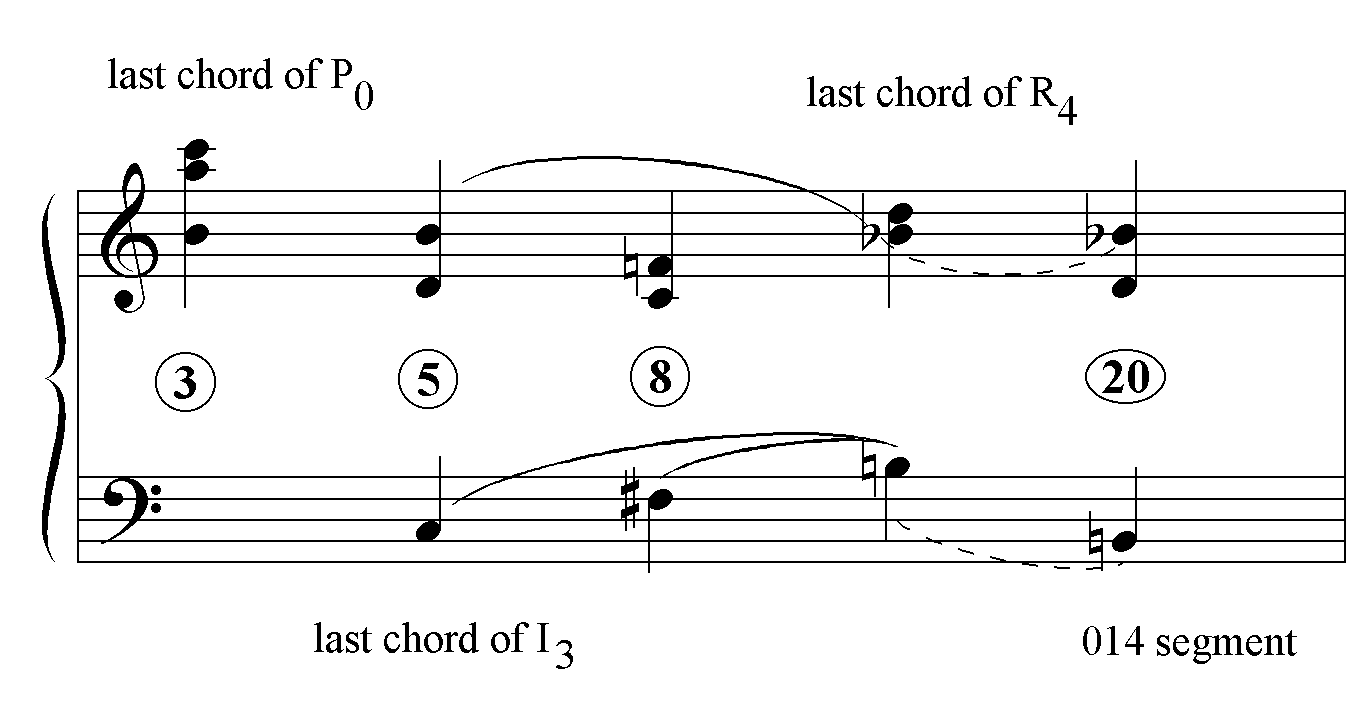 last chord of P0
last chord of R4
3 5 8 20
last chord of I3
014 segment